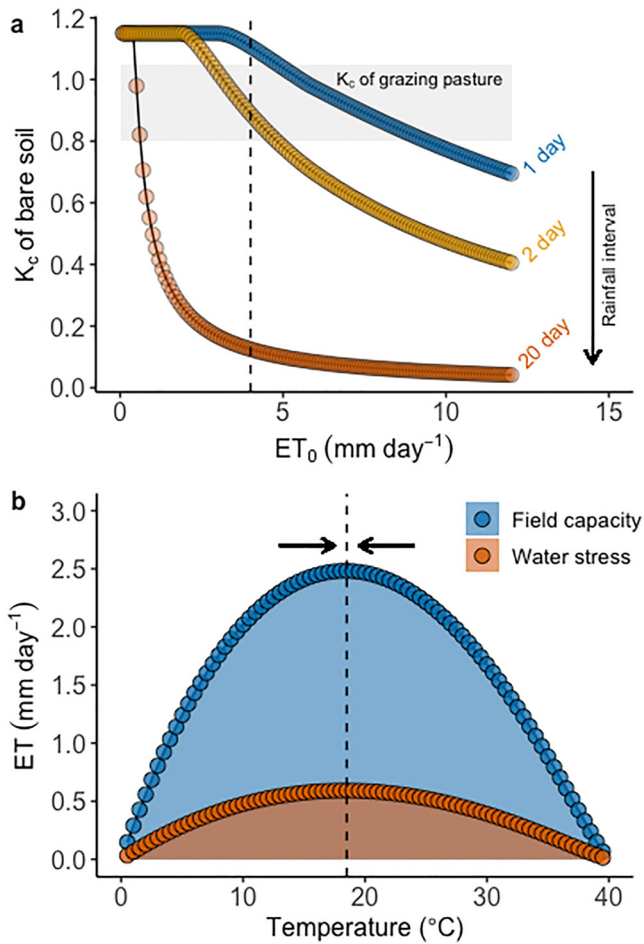 a
1.2
1.0
0.8
0.6
0.4
0.2
0.0
K_c of bare soil
K_c of grazing pasture
1 day
2 day
20 day
Rainfall interval
0
5
10
15
ET₀ (mm day⁻¹)
b
3.0
2.5
2.0
1.5
1.0
0.5
0.0
ET (mm day⁻¹)
Field capacity
Water stress
0
10
20
30
40
Temperature (°C)